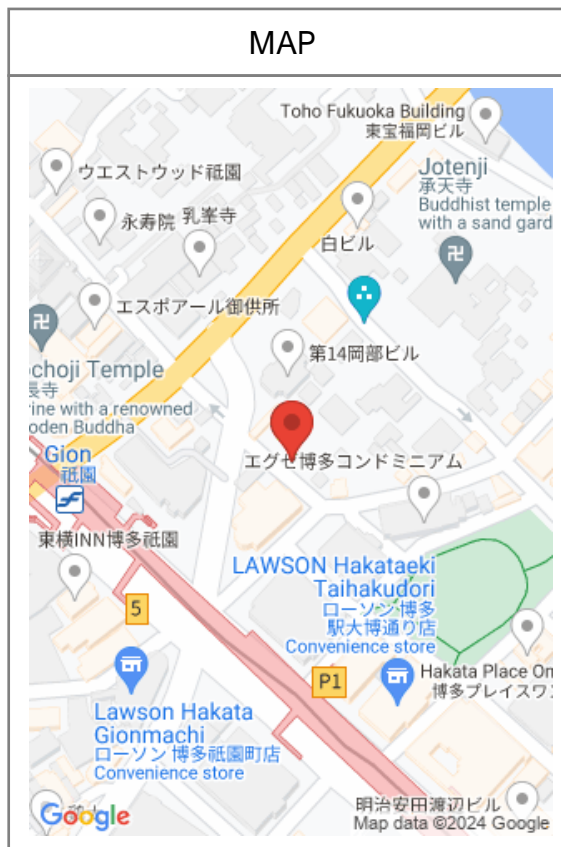 MAP
Toho Fukuoka Building
東宝福岡ビル
ウエストウッド祇園
Jotenji
承天寺
Buddhist temple
with a sand gard
永寿院
乳峯寺
白ビル
エスポアール御供所
第14岡部ビル
ochoji Temple
長寺
rine with a renowned
oden Buddha
Gion
祇園
エグゼ博多コンドミニアム
東横INN博多祇園
LAWSON Hakataeki
Taihakudori
ローソン 博多
駅大博通り店
Convenience store
5
P1
Hakata Place On
博多プレイスワン
Lawson Hakata
Gionmachi
ローソン 博多祇園町店
Convenience store
明治安田渡辺ビル
Google
Map data ©2024 Google